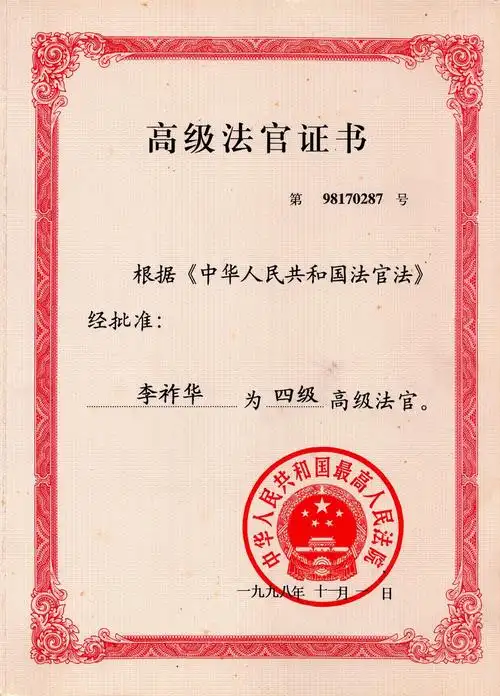 高级法官证书
第 98170287 号
根据《中华人民共和国法官法》
经批准：
李祚华 为 四级 高级法官。
中华人民共和国最高人民法院
一九九八年 十一月 一 日